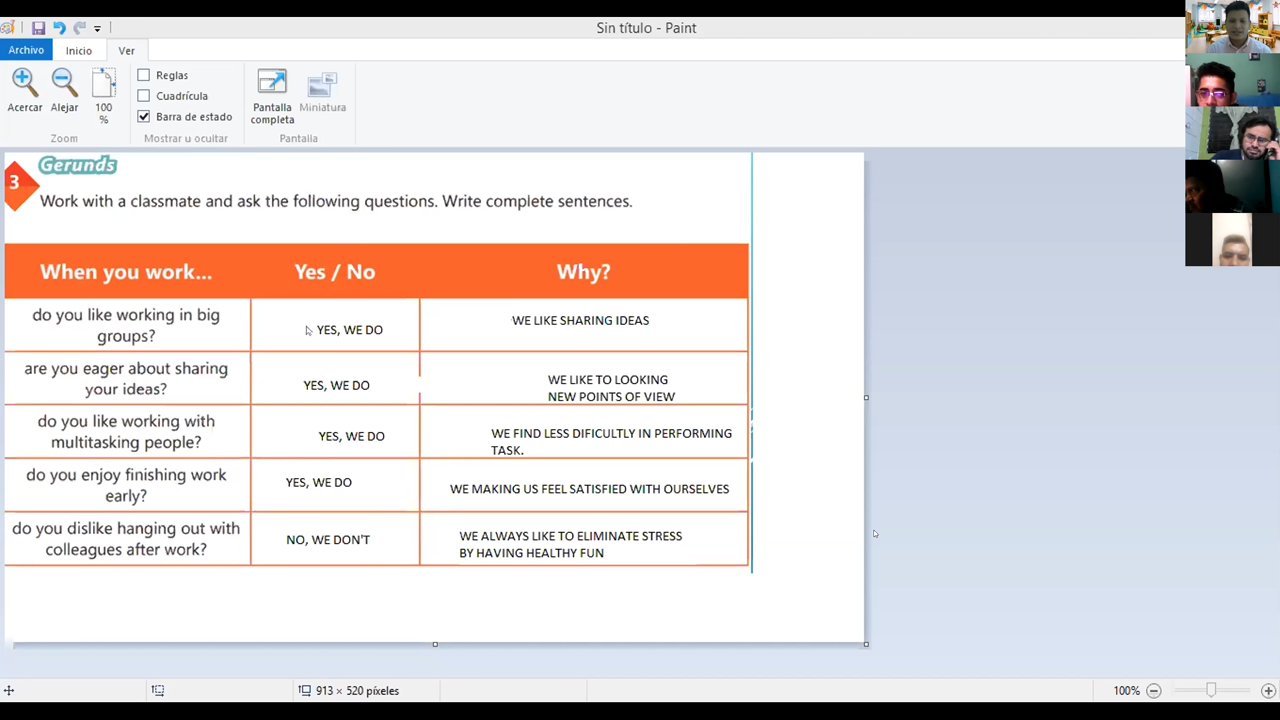 Sin título - Paint
Archivo
Inicio
Ver
Acercar
Alejar
100
%
Reglas
Cuadrícula
Barra de estado
Pantalla
completa
Miniatura
Zoom
Mostrar u ocultar
Pantalla
Gerunds
3
Work with a classmate and ask the following questions. Write complete sentences.
When you work...
Yes / No
Why?
do you like working in big
groups?
YES, WE DO
WE LIKE SHARING IDEAS
are you eager about sharing
your ideas?
YES, WE DO
WE LIKE TO LOOKING
NEW POINTS OF VIEW
do you like working with
multitasking people?
YES, WE DO
WE FIND LESS DIFICULTLY IN PERFORMING
TASK.
do you enjoy finishing work
early?
YES, WE DO
WE MAKING US FEEL SATISFIED WITH OURSELVES
do you dislike hanging out with
colleagues after work?
NO, WE DON'T
WE ALWAYS LIKE TO ELIMINATE STRESS
BY HAVING HEALTHY FUN
913 × 520 píxeles
100%